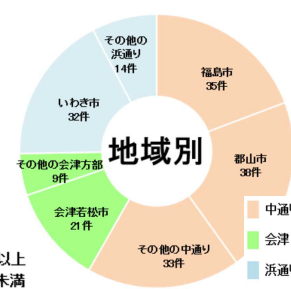 その他の
浜通り
14件
福島市
35件
いわき市
32件
地域別
郡山市
38件
その他の会津方部
9件
会津若松市
21件
その他の中通り
33件
中通り
会津
浜通り
以上
未満